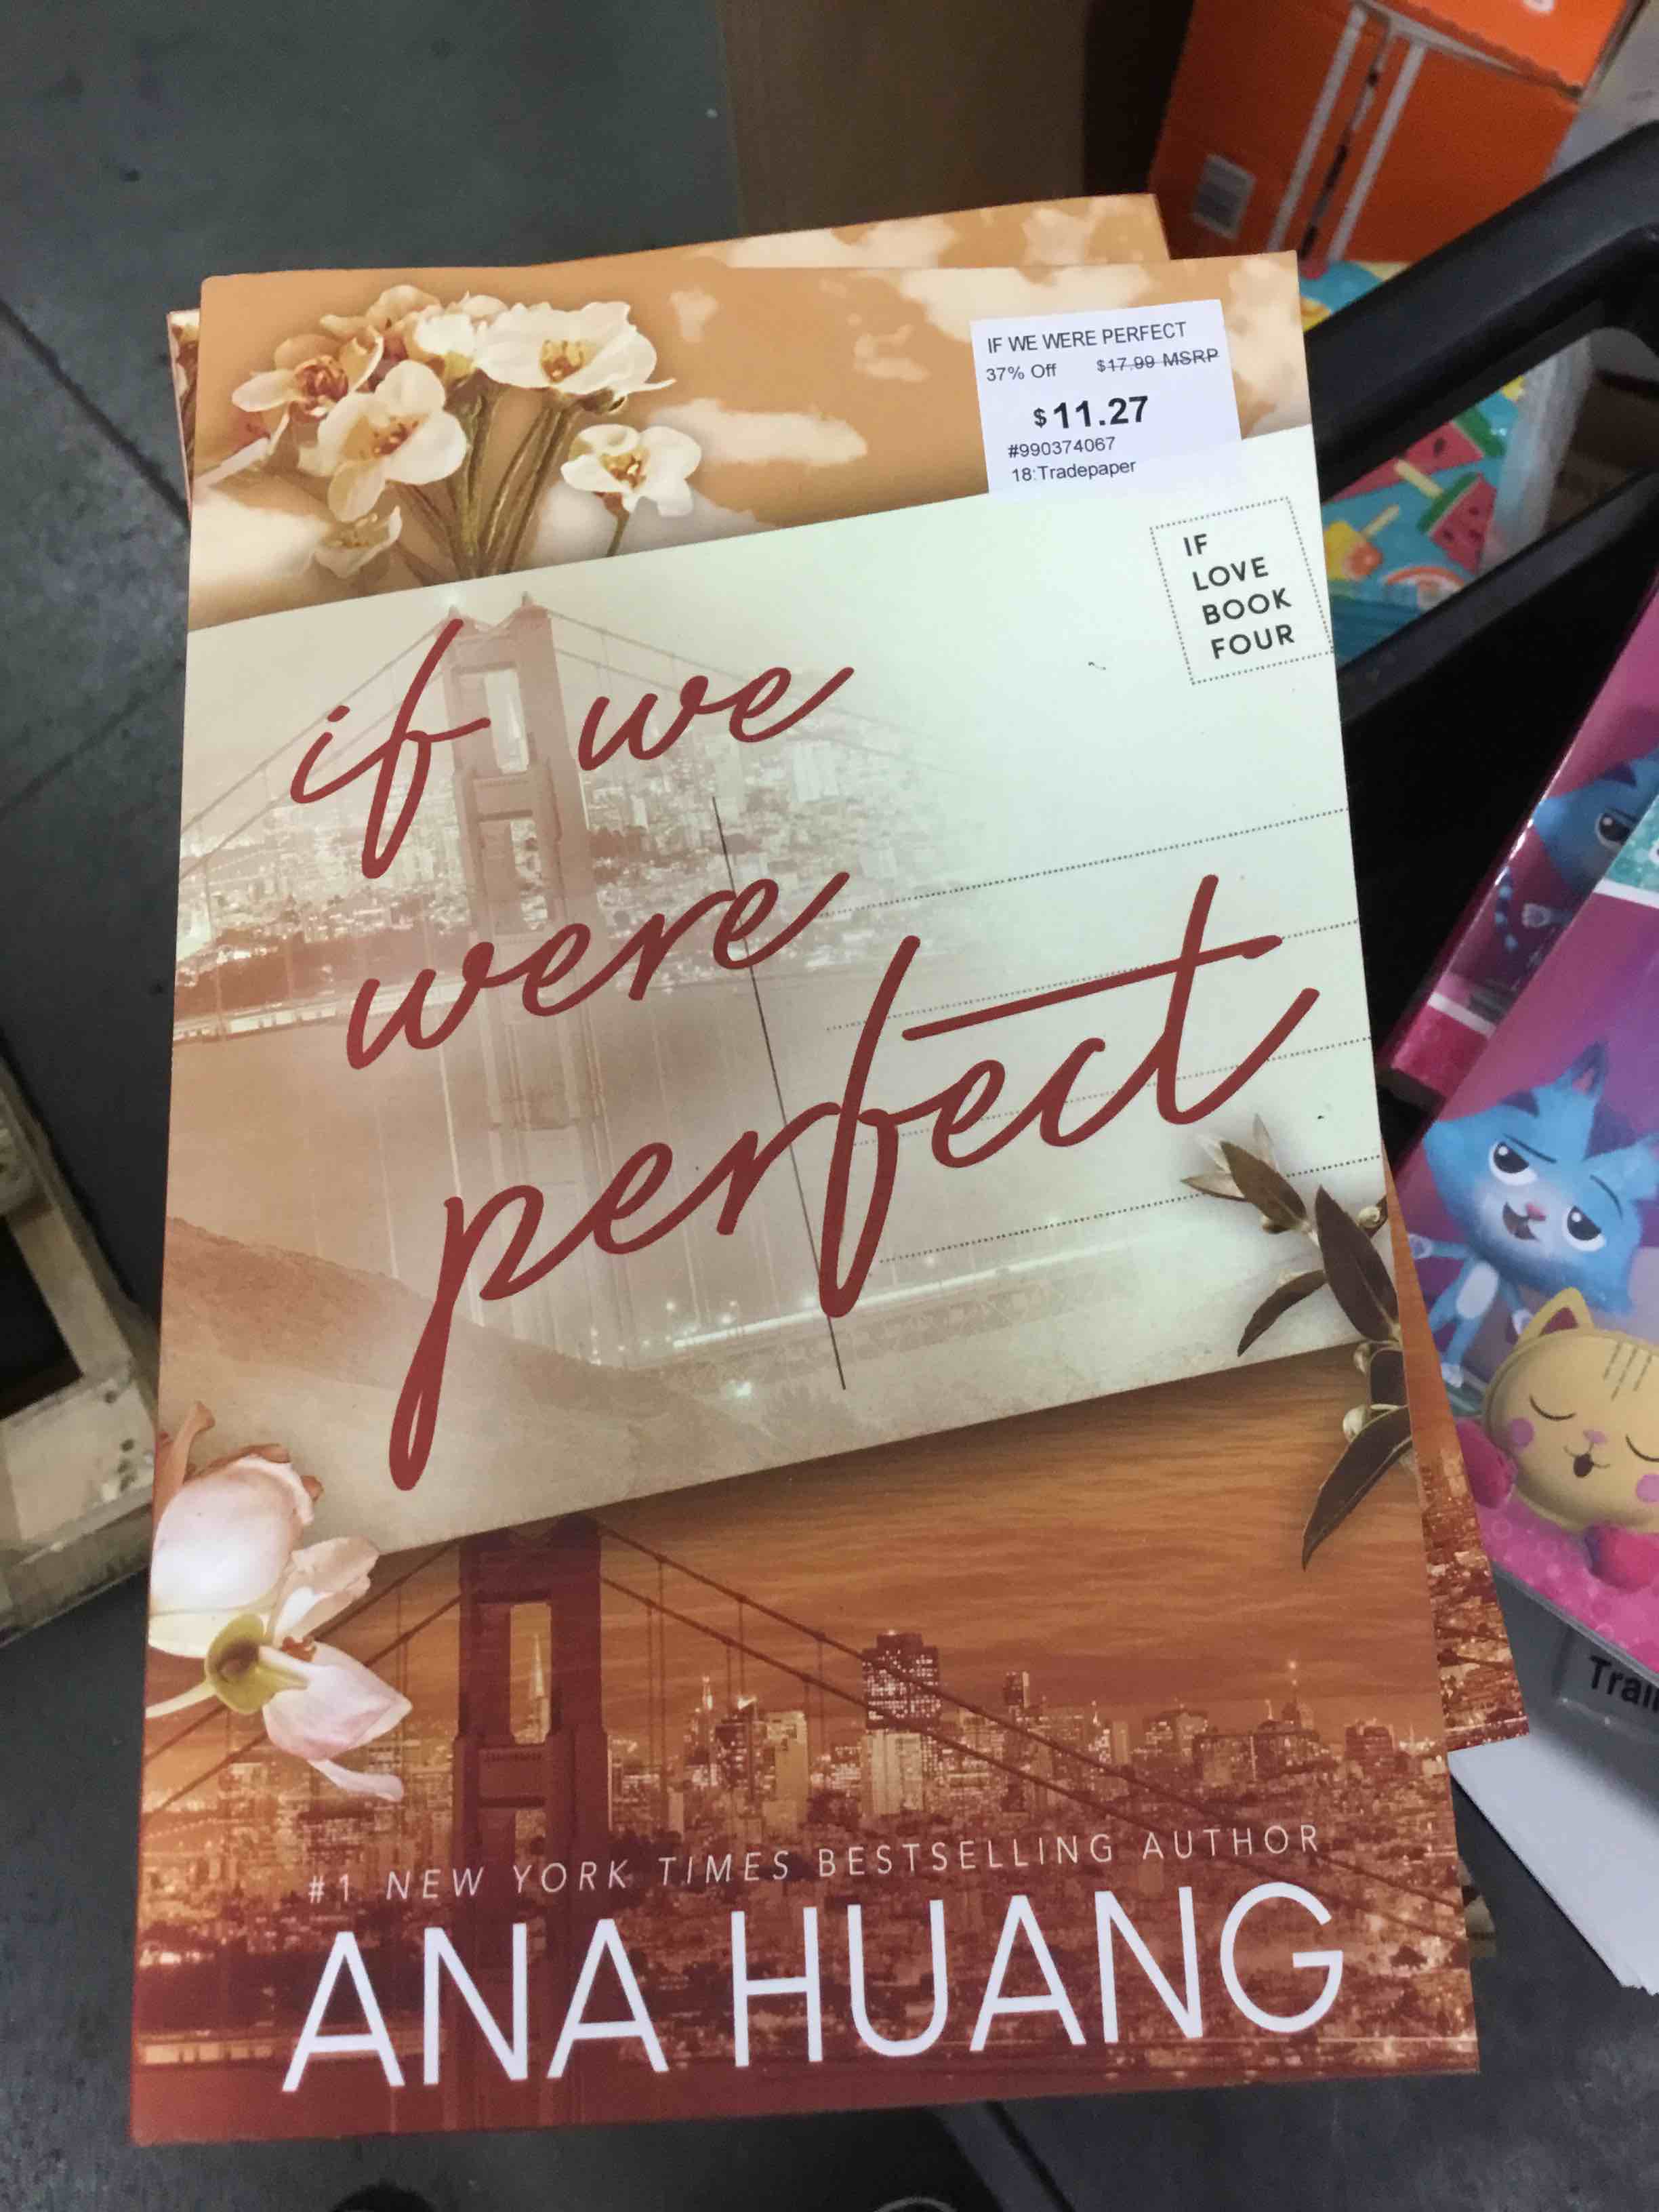 IF WE WERE PERFECT
37% Off $17.99 MSRP
$11.27
#990374067
18:Tradepaper
IF
LOVE
BOOK
FOUR
if we
were
perfect
#1 NEW YORK TIMES BESTSELLING AUTHOR
ANA HUANG